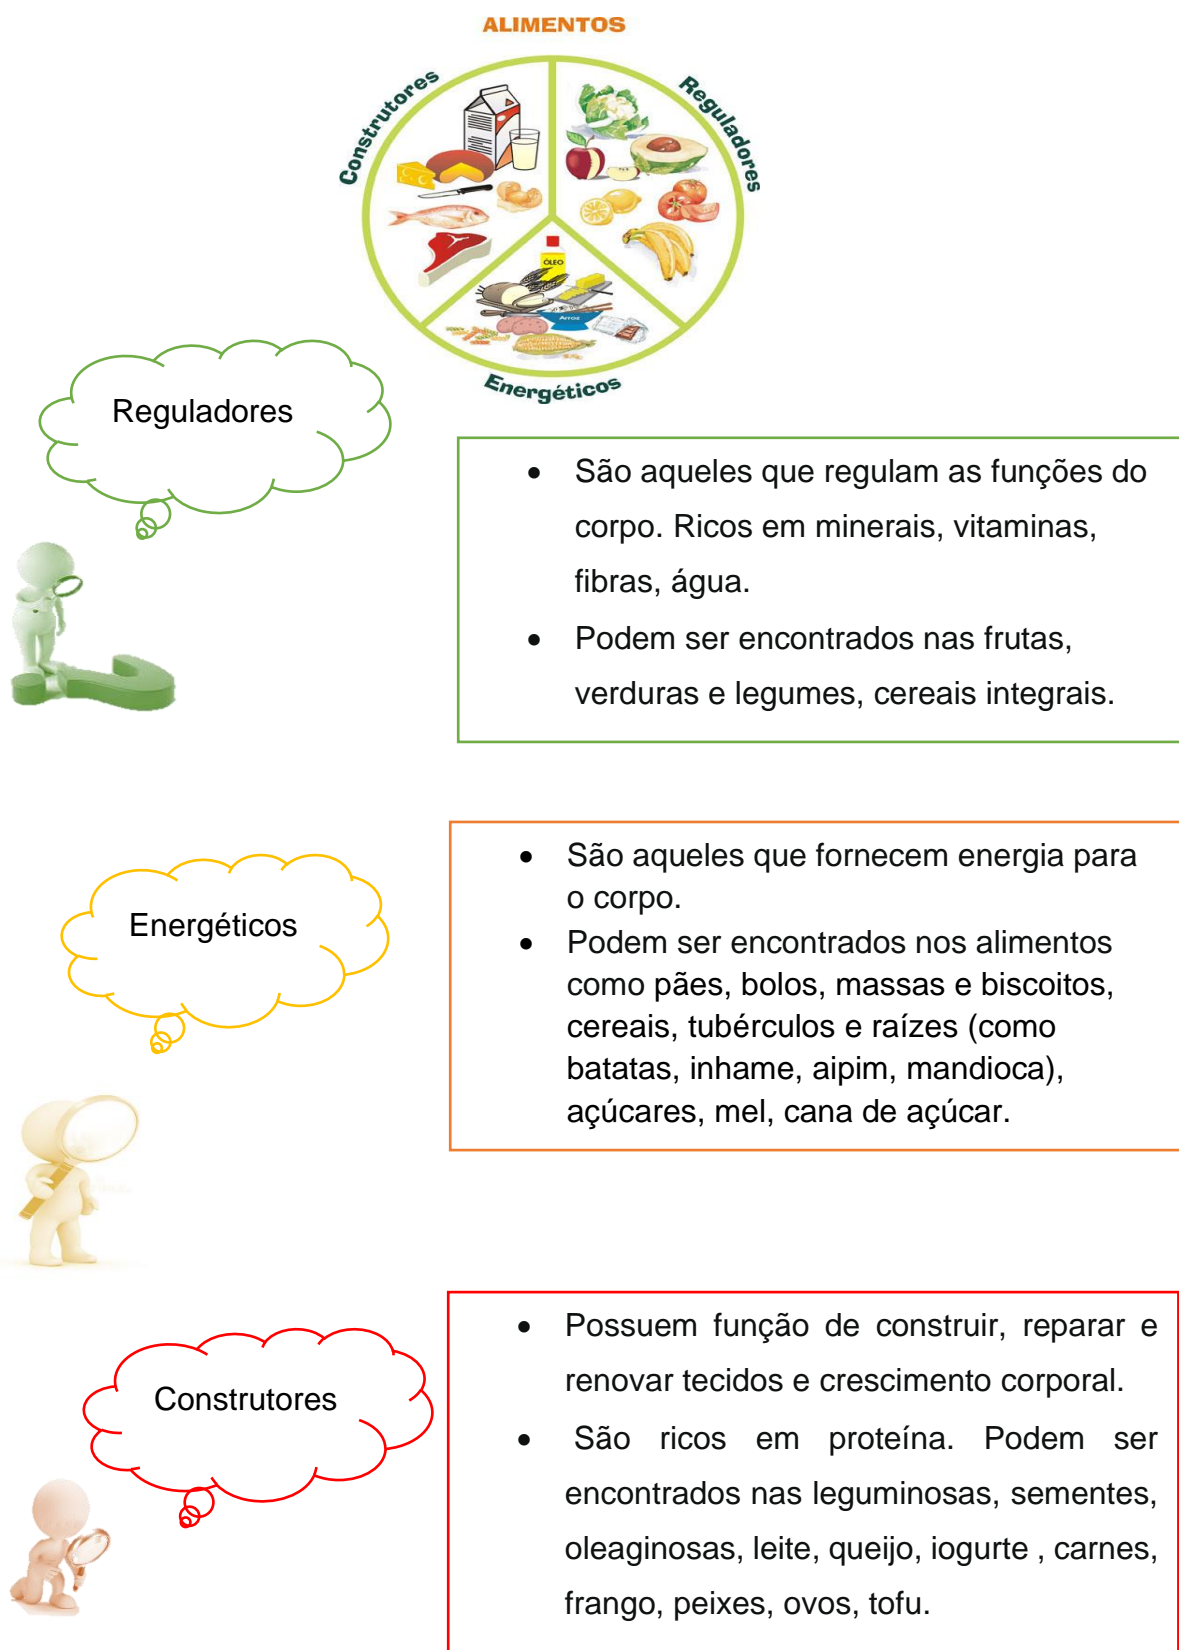 ALIMENTOS
Construtores
Reguladores
ÓLEO
Arroz
Energéticos
Reguladores
• São aqueles que regulam as funções do
corpo. Ricos em minerais, vitaminas,
fibras, água.
• Podem ser encontrados nas frutas,
verduras e legumes, cereais integrais.
Energéticos
• São aqueles que fornecem energia para
o corpo.
• Podem ser encontrados nos alimentos
como pães, bolos, massas e biscoitos,
cereais, tubérculos e raízes (como
batatas, inhame, aipim, mandioca),
açúcares, mel, cana de açúcar.
Construtores
• Possuem função de construir, reparar e
renovar tecidos e crescimento corporal.
• São ricos em proteína. Podem ser
encontrados nas leguminosas, sementes,
oleaginosas, leite, queijo, iogurte , carnes,
frango, peixes, ovos, tofu.